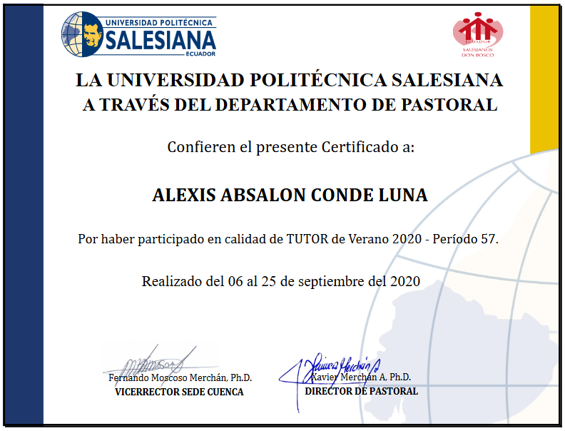 UNIVERSIDAD POLITÉCNICA
SALESIANA
ECUADOR
SALESIANOS
DON BOSCO
LA UNIVERSIDAD POLITÉCNICA SALESIANA
A TRAVÉS DEL DEPARTAMENTO DE PASTORAL
Confieren el presente Certificado a:
ALEXIS ABSALON CONDE LUNA
Por haber participado en calidad de TUTOR de Verano 2020 - Período 57.
Realizado del 06 al 25 de septiembre del 2020
Fernando Moscoso Merchán, Ph.D.
VICERRECTOR SEDE CUENCA
Xavier Merchán A. Ph.D.
DIRECTOR DE PASTORAL